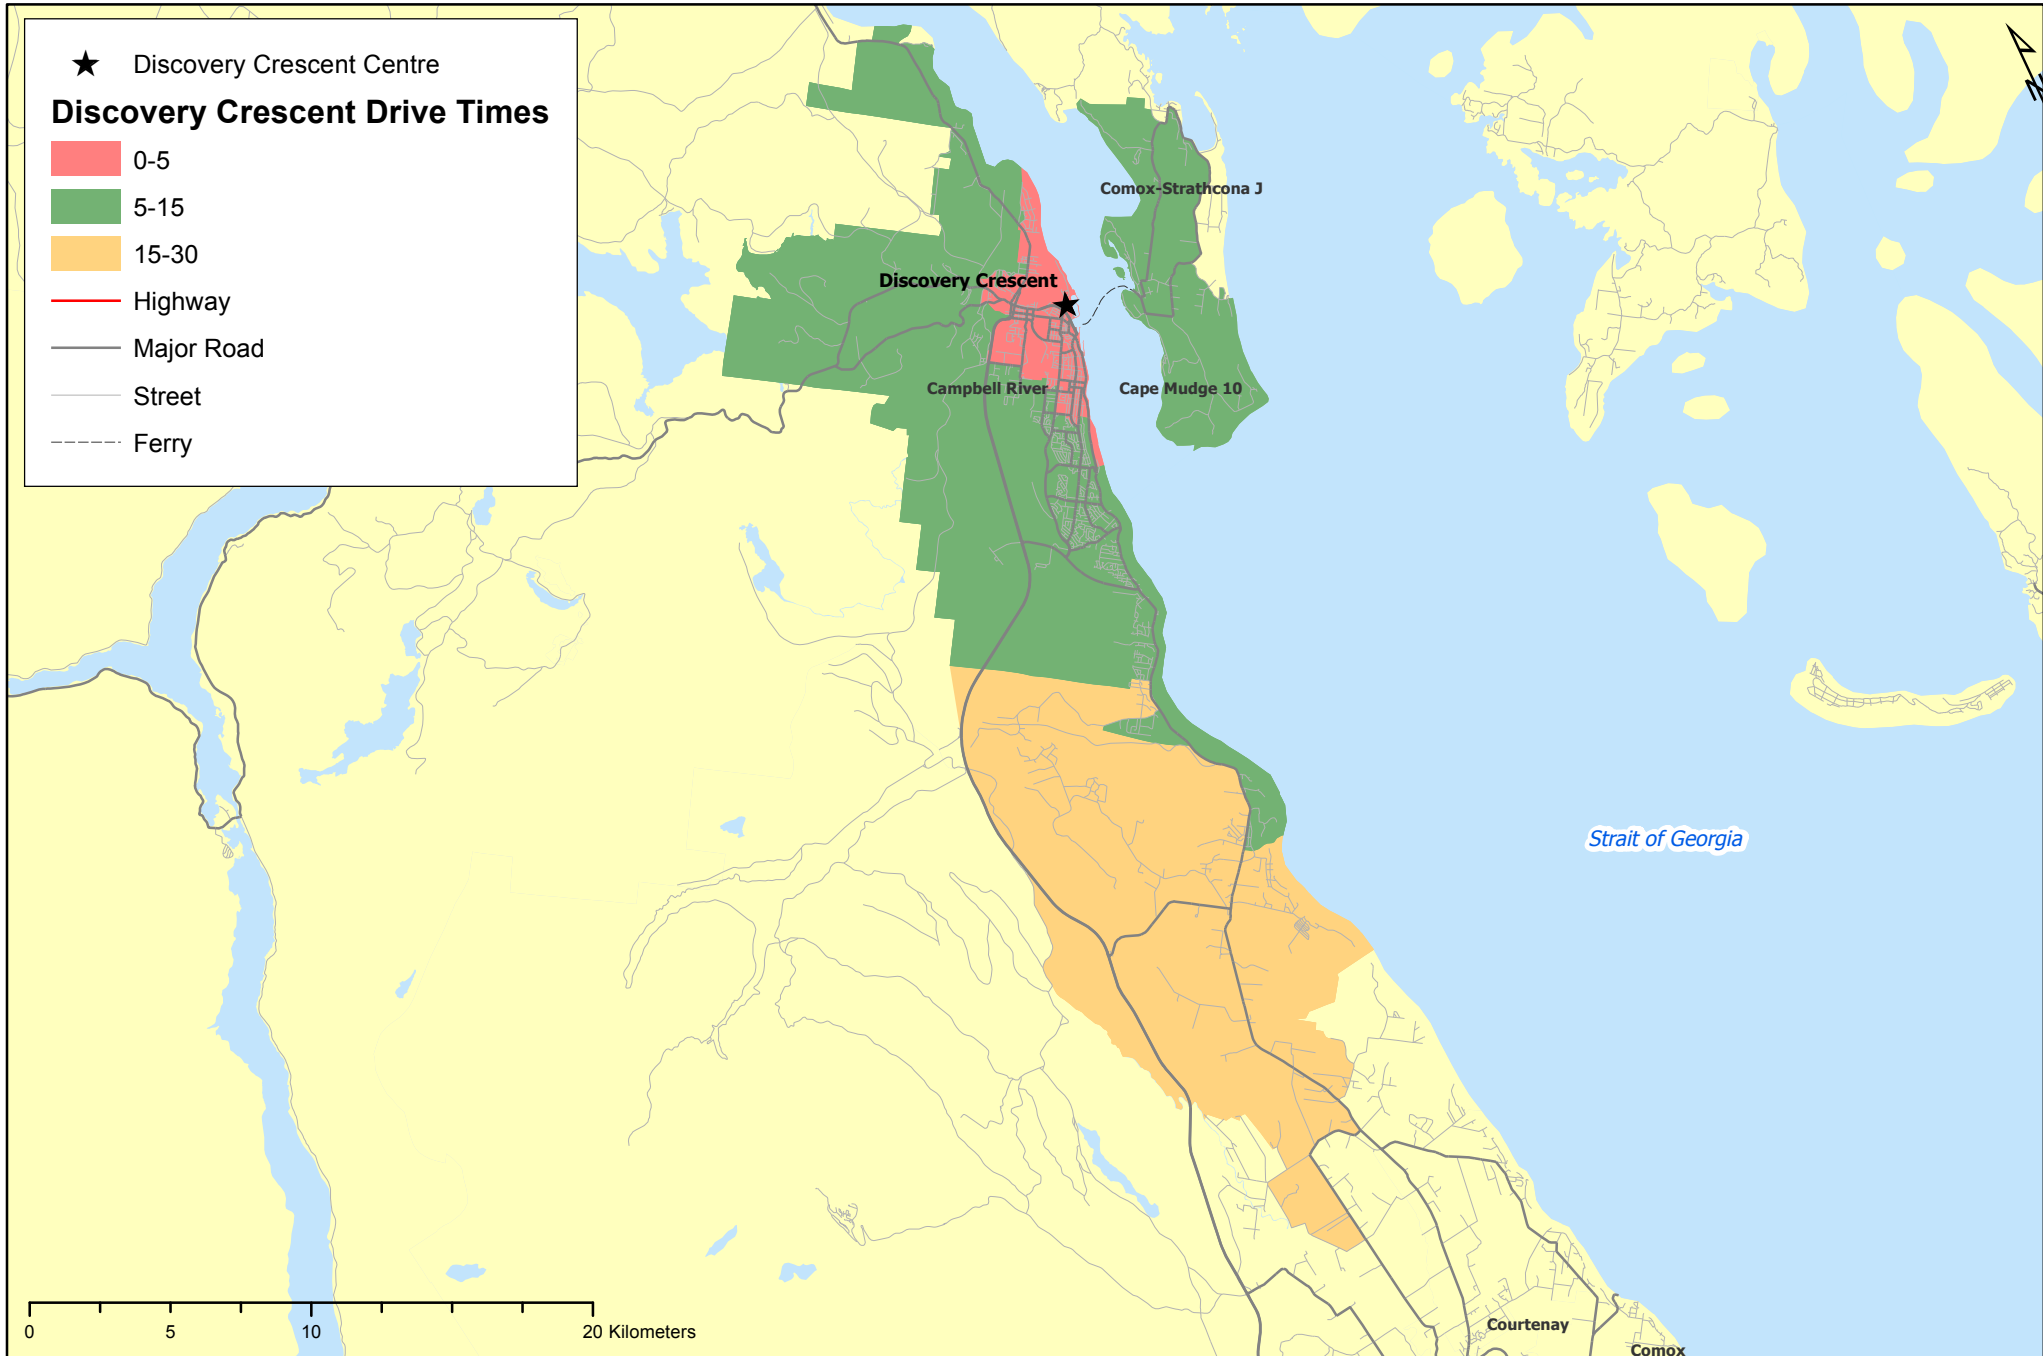 Discovery Crescent Centre
Discovery Crescent Drive Times
0-5
5-15
15-30
Highway
Major Road
Street
Ferry
N
Comox-Strathcona J
Discovery Crescent
Campbell River
Cape Mudge 10
Strait of Georgia
Courtenay
Comox
0 5 10 20 Kilometers